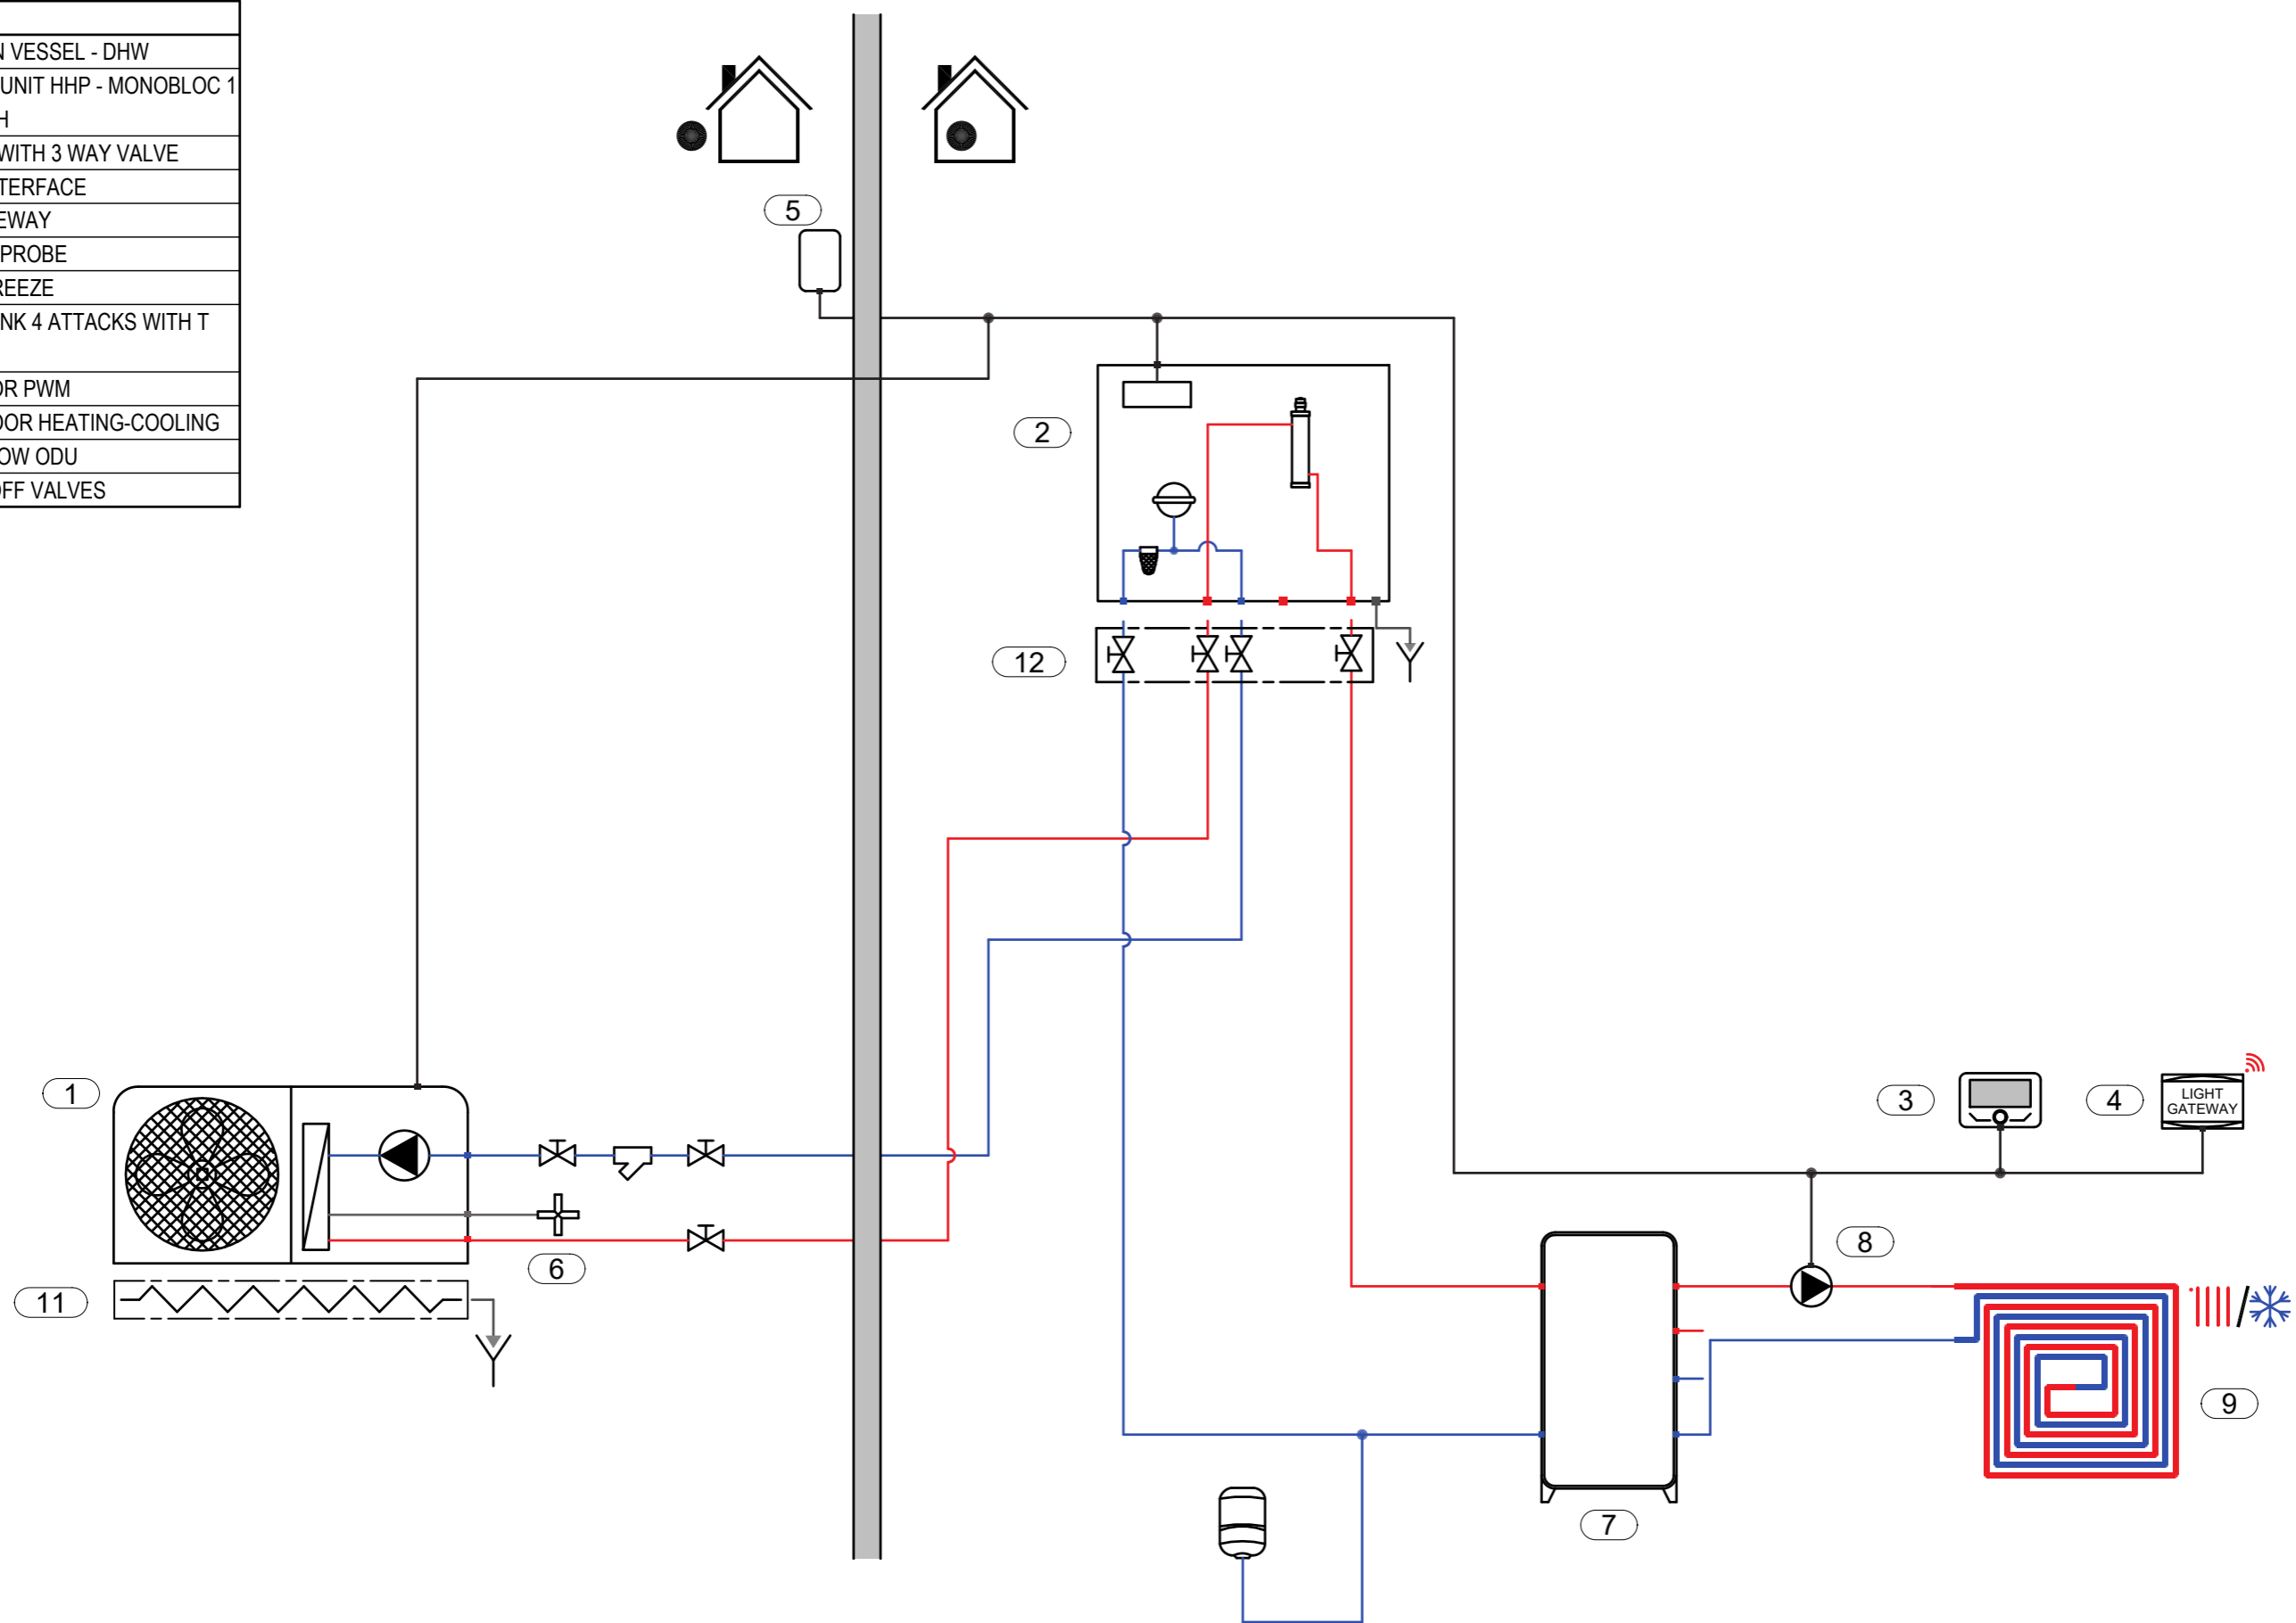 N VESSEL - DHW
UNIT HHP - MONOBLOC 1
H
WITH 3 WAY VALVE
TERFACE
EWAY
PROBE
REEZE
NK 4 ATTACKS WITH T
OR PWM
OOR HEATING-COOLING
OW ODU
OFF VALVES
5
2
12
1
3
4
LIGHT
GATEWAY
8
6
11
9
7